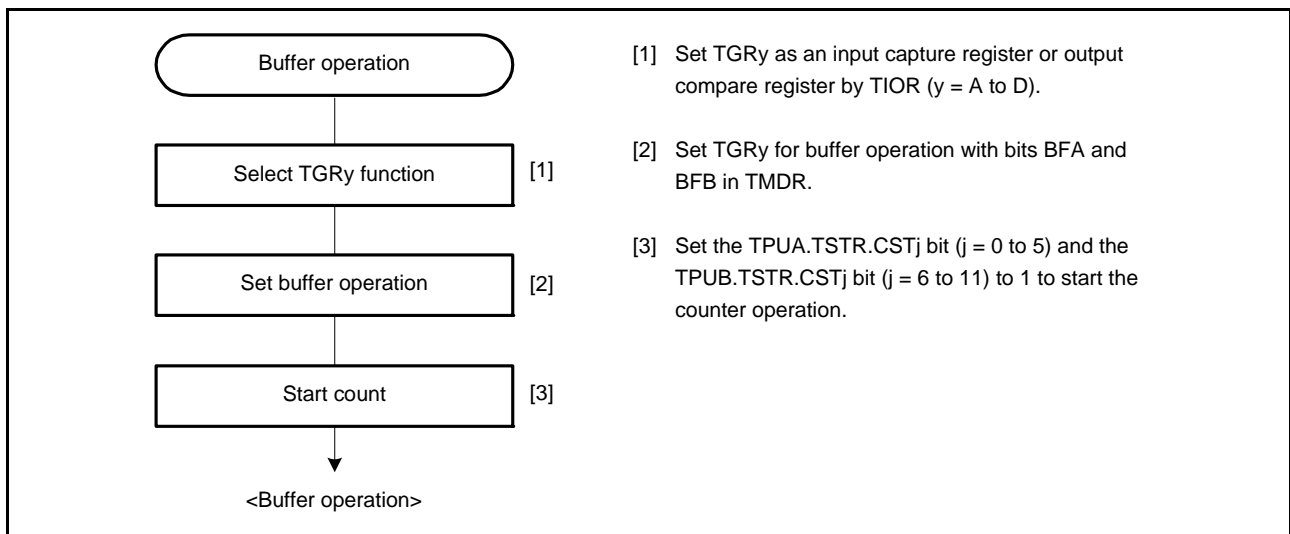 Buffer operation
Select TGRy function
[1]
Set buffer operation
[2]
Start count
[3]
<Buffer operation>
[1] Set TGRy as an input capture register or output
compare register by TIOR (y = A to D).
[2] Set TGRy for buffer operation with bits BFA and
BFB in TMDR.
[3] Set the TPUA.TSTR.CSTj bit (j = 0 to 5) and the
TPUB.TSTR.CSTj bit (j = 6 to 11) to 1 to start the
counter operation.